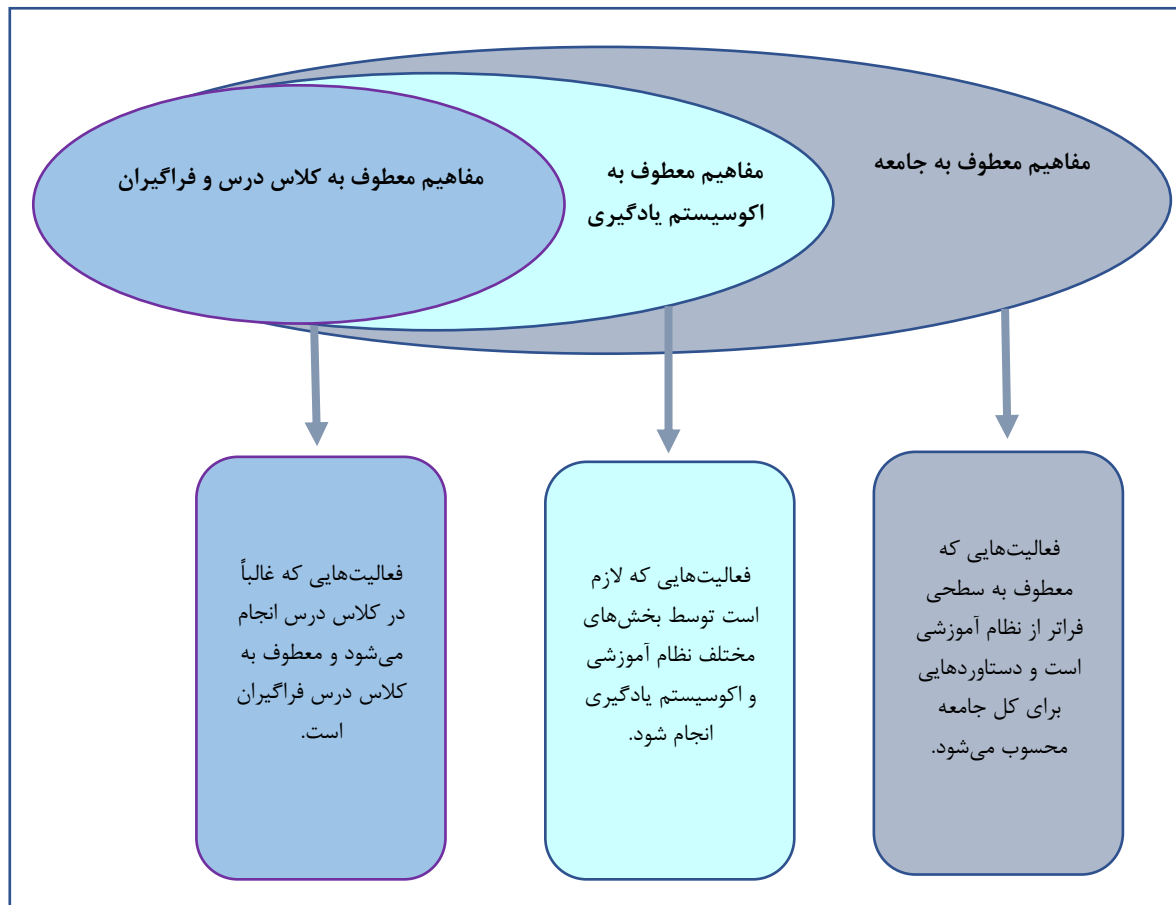 مفاهیم معطوف به جامعه
مفاهیم معطوف به
اکوسیستم یادگیری
مفاهیم معطوف به کلاس درس و فراگیران
فعالیت‌هایی که
معطوف به سطحی
فراتر از نظام آموزشی
است و دستاوردهایی
برای کل جامعه
محسوب می‌شود.
فعالیت‌هایی که لازم
است توسط بخش‌های
مختلف نظام آموزشی
و اکوسیستم یادگیری
انجام شود.
فعالیت‌هایی که غالباً
در کلاس درس انجام
می‌شود و معطوف به
کلاس درس فراگیران
است.